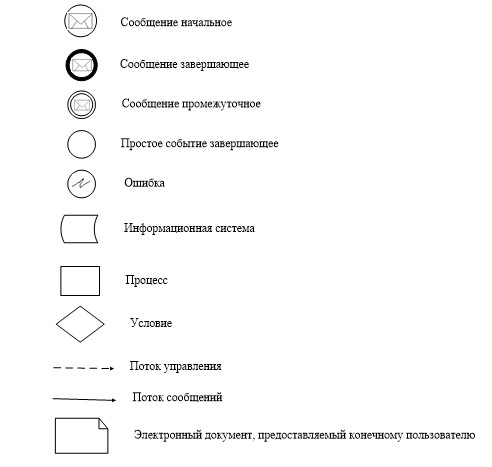 Сообщение начальное
Сообщение завершающее
Сообщение промежуточное
Простое событие завершающее
Ошибка
Информационная система
Процесс
Условие
Поток управления
Поток сообщений
Электронный документ, предоставляемый конечному пользователю